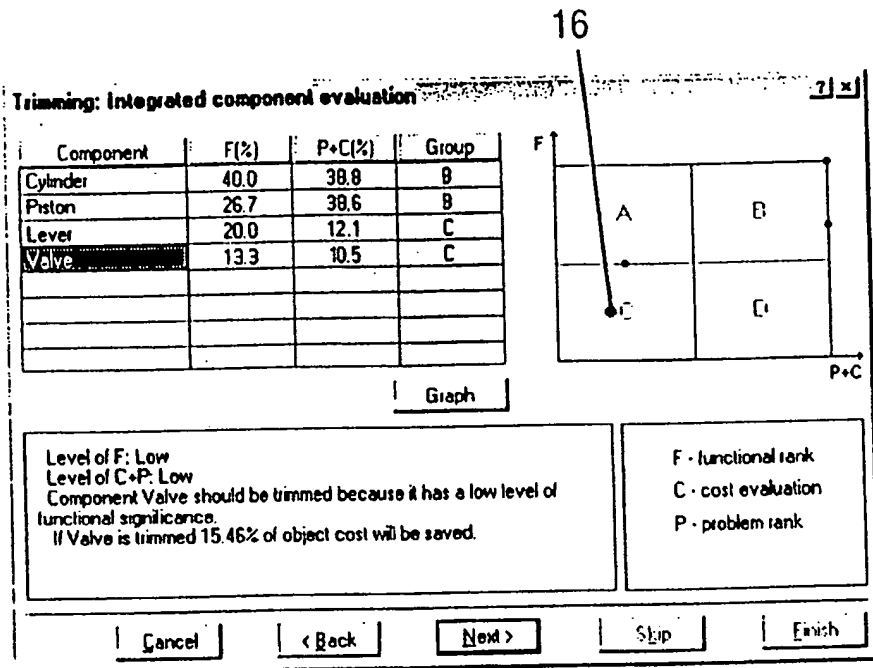 16
Trimming: Integrated component evaluation
Component F(%) P+C(%) Group
Cylinder 40.0 38.8 B
Piston 26.7 38.6 B
Lever 20.0 12.1 C
Valve 13.3 10.5 C
F
A B
C D
P+C
Graph
Level of F: Low
Level of C+P: Low
Component Valve should be trimmed because it has a low level of
functional significance.
If Valve is trimmed 15.46% of object cost will be saved.
F - functional rank
C - cost evaluation
P - problem rank
Cancel < Back Next > Skip Finish